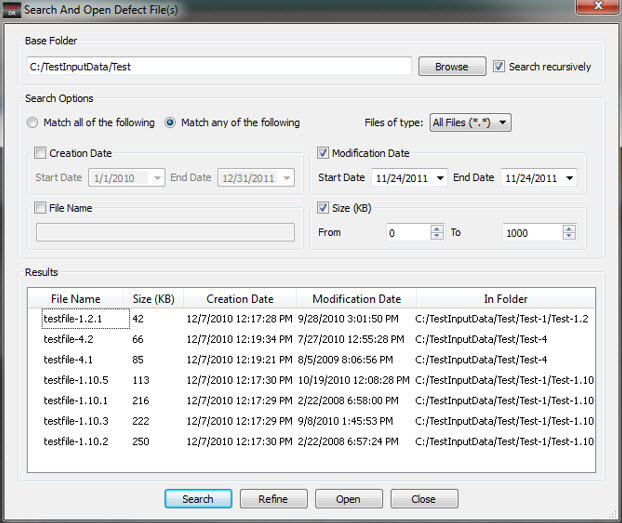 DR Search And Open Defect File(s)
Base Folder
C:/TestInputData/Test Browse Search recursively
Search Options
Match all of the following Match any of the following Files of type: All Files (*.*)
Creation Date Modification Date
Start Date 1/1/2010 End Date 12/31/2011 Start Date 11/24/2011 End Date 11/24/2011
File Name Size (KB)
From 0 To 1000
Results
File Name Size (KB) Creation Date Modification Date In Folder
testfile-1.2.1 42 12/7/2010 12:17:28 PM 9/28/2010 3:01:50 PM C:/TestInputData/Test/Test-1/Test-1.2
testfile-4.2 66 12/7/2010 12:19:34 PM 7/27/2010 12:55:28 PM C:/TestInputData/Test/Test-4
testfile-4.1 85 12/7/2010 12:19:21 PM 8/5/2009 8:06:56 PM C:/TestInputData/Test/Test-4
testfile-1.10.5 113 12/7/2010 12:17:30 PM 10/19/2010 12:08:28 PM C:/TestInputData/Test/Test-1/Test-1.10
testfile-1.10.1 216 12/7/2010 12:17:29 PM 2/22/2008 6:58:00 PM C:/TestInputData/Test/Test-1/Test-1.10
testfile-1.10.3 222 12/7/2010 12:17:29 PM 9/8/2010 1:45:53 PM C:/TestInputData/Test/Test-1/Test-1.10
testfile-1.10.2 250 12/7/2010 12:17:30 PM 2/22/2008 6:57:24 PM C:/TestInputData/Test/Test-1/Test-1.10
Search Refine Open Close